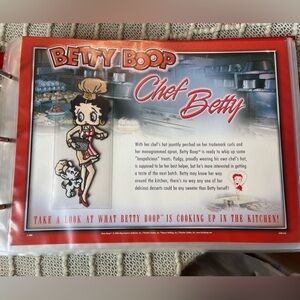 BETTY BOOP™
Chef
Betty
With her chef's hat jauntily perched on her trademark curls and
her monogrammed apron, Betty Boop™ is ready to whip up some
"boopalicious" treats. Pudgy, proudly wearing his own chef's hat,
is supposed to be her best helper, but he's more interested in getting
a taste of the next batch. Betty may know her way
around the kitchen, there's no way any one of her
delicious desserts could be any sweeter than Betty herself!
TAKE A LOOK AT WHAT BETTY BOOP™ IS COOKING UP IN THE KITCHEN!